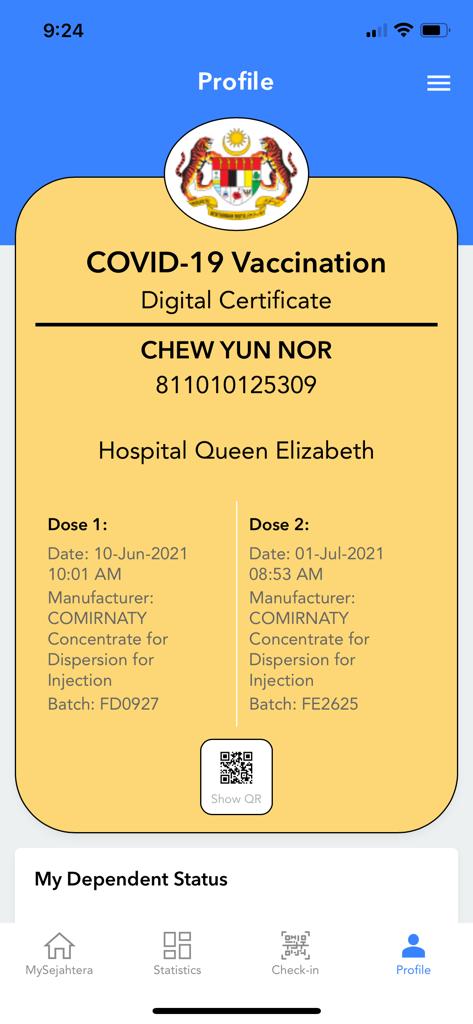 9:24
Profile
COVID-19 Vaccination
Digital Certificate
CHEW YUN NOR
811010125309
Hospital Queen Elizabeth
Dose 1:
Date: 10-Jun-2021
10:01 AM
Manufacturer:
COMIRNATY
Concentrate for
Dispersion for
Injection
Batch: FD0927
Dose 2:
Date: 01-Jul-2021
08:53 AM
Manufacturer:
COMIRNATY
Concentrate for
Dispersion for
Injection
Batch: FE2625
Show QR
My Dependent Status
MySejahtera
Statistics
Check-in
Profile